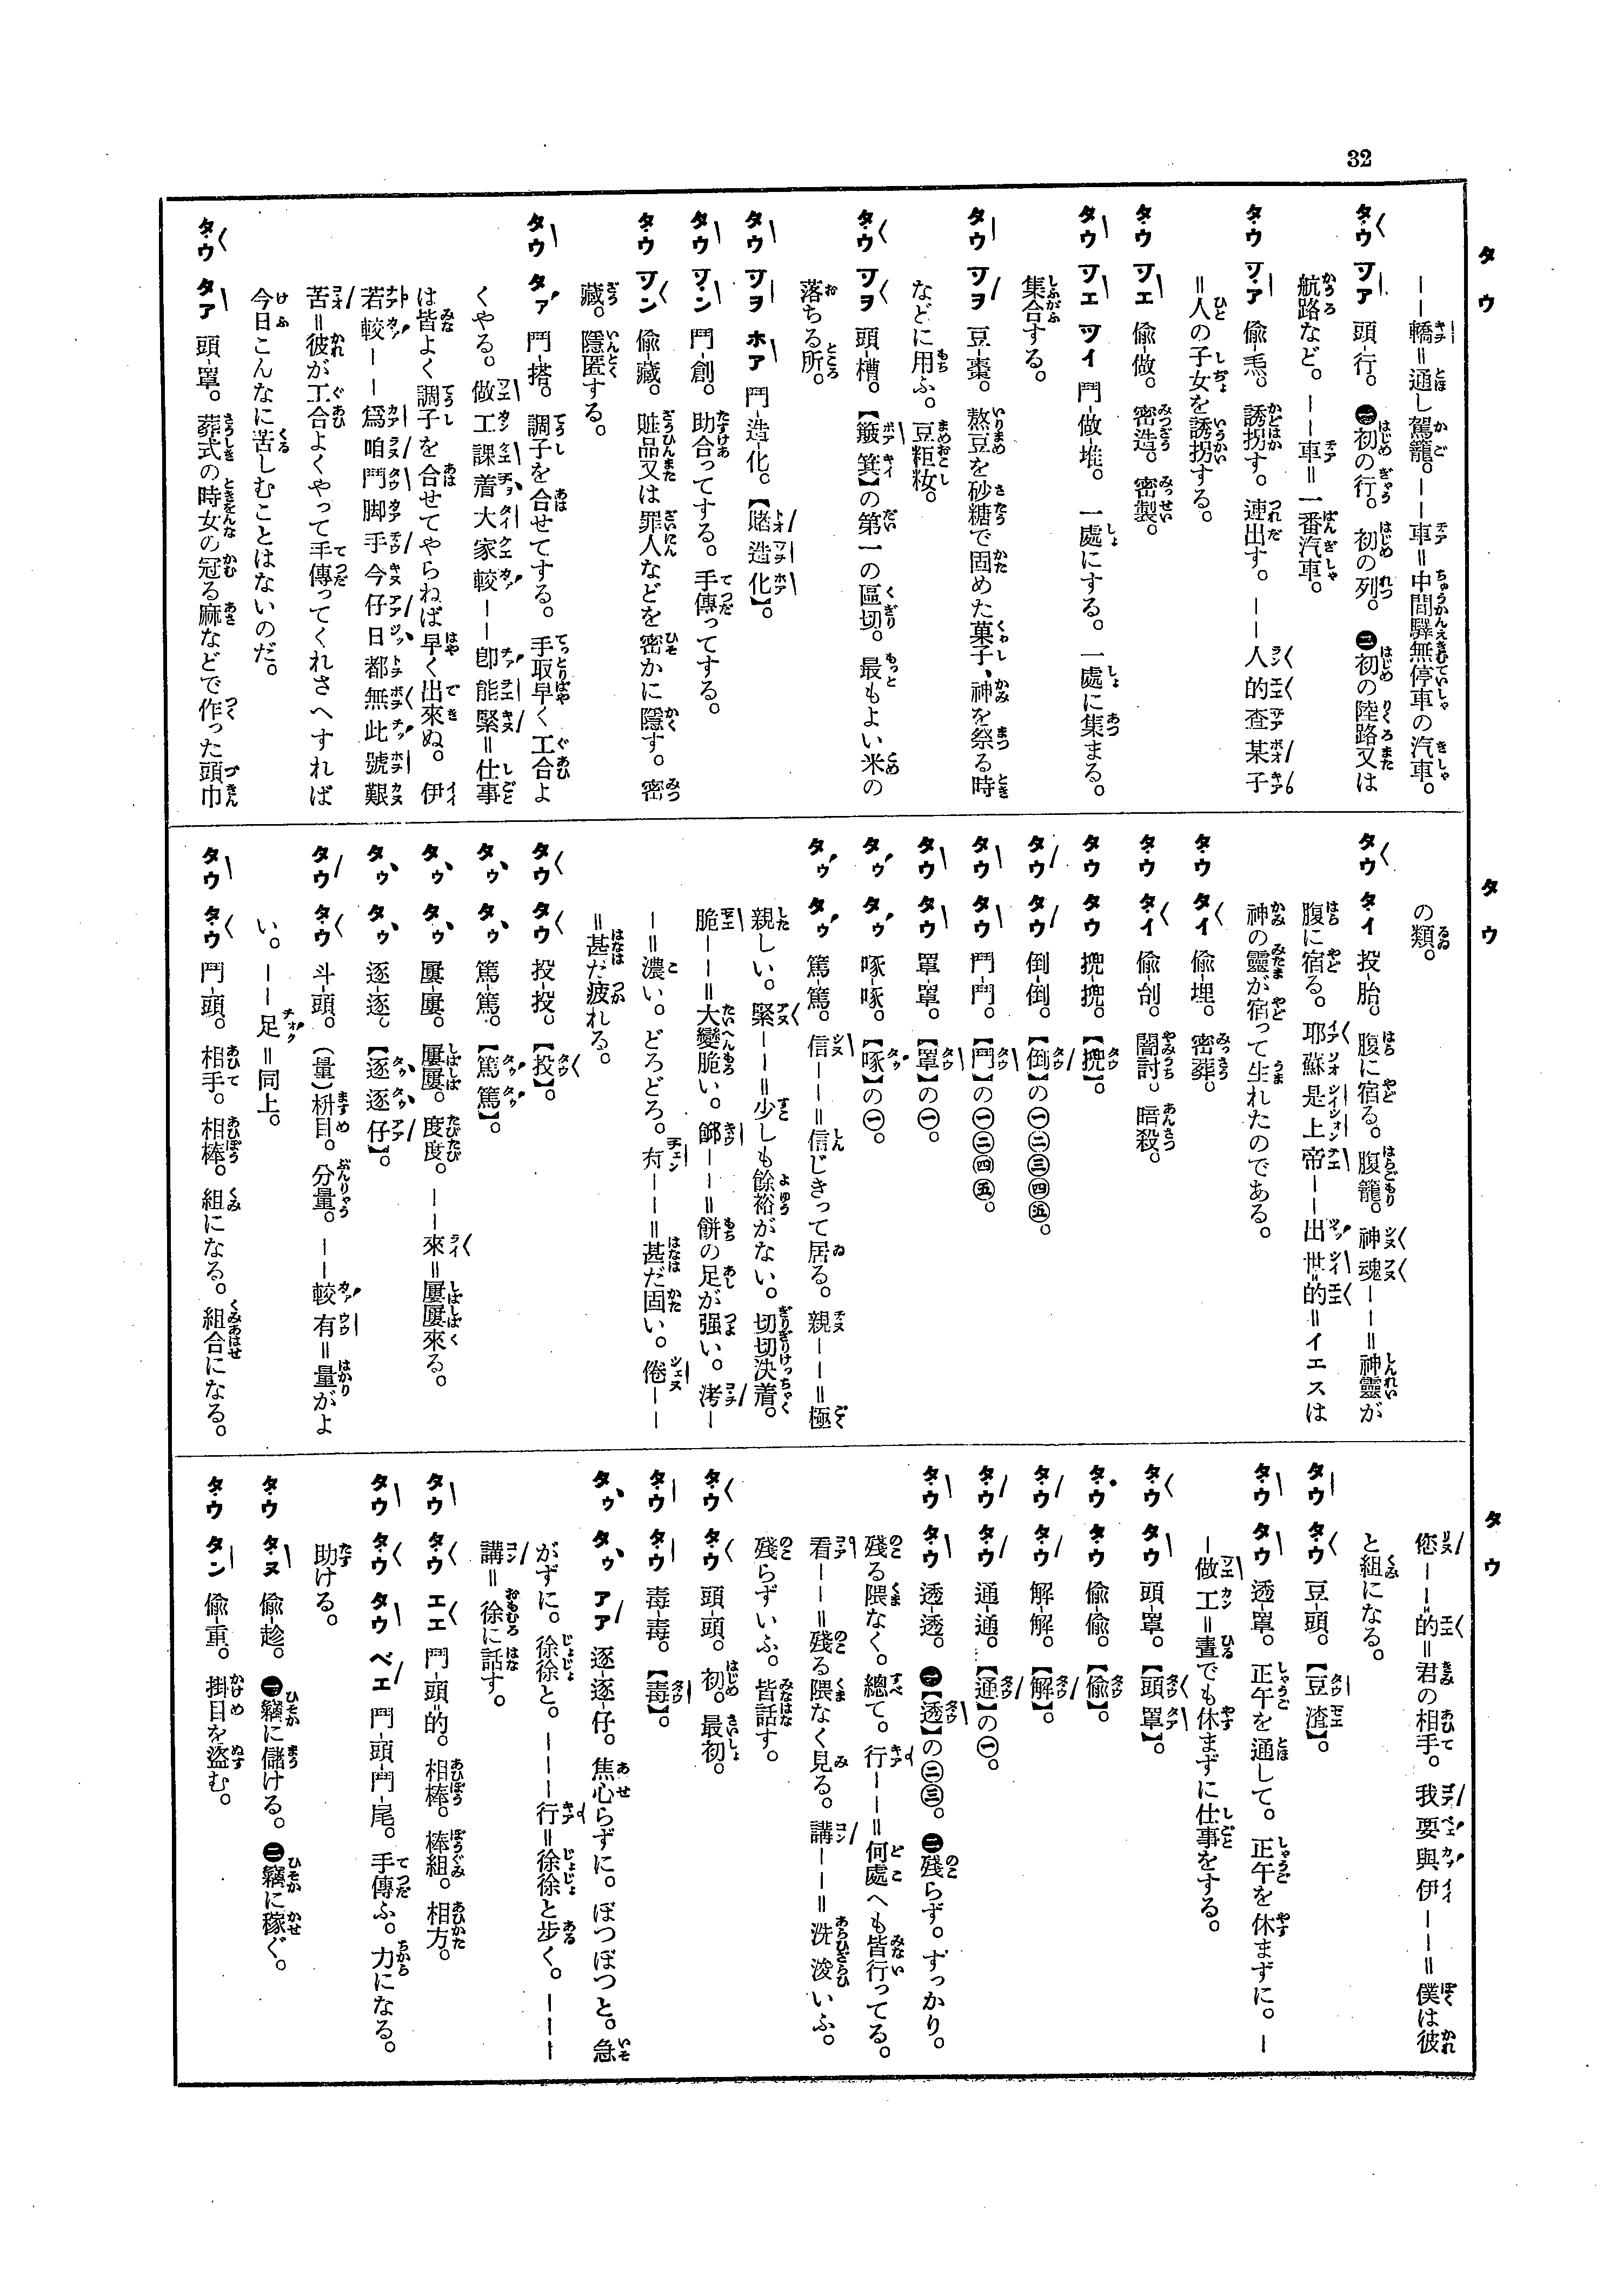 32
タウ
――轎＝通し駕籠。――車＝中間驛無停車の汽車。
タウ ツァ 頭-行。 ㊀初の行。 初の列。 ㊁初の陸路又は
航路など。――車＝一番汽車。
タウ ツァ 偸-𤆬。 誘拐す。連出す。――人的查某子
＝人の子女を誘拐する。
タウ ツェ 偸-做。 密造。密製。
タウ ツェ ツイ 鬥-做-堆。 一處にする。一處に集まる。
集合する。
タウ ツヲ 豆-棗。 熬豆を砂糖で固めた菓子、神を祭る時
などに用ふ。豆粔籹。
タウ ツヲ 頭-槽。【簸箕】の第一の區切。最もよい米の
落ちる所。
タウ ツヲ ホア 鬥-造-化。【賭造化】。
タウ ツン 鬥-創。 助合ってする。手傳ってする。
タウ ツン 偸-藏。 贓品又は罪人などを密かに隱す。密
藏。隱匿する。
タウ タァ 鬥-搭。 調子を合せてする。手取早く工合よ
くやる。做工課着大家較――卽能緊＝仕事
は皆よく調子を合せてやらねば早く出來ぬ。伊
若較――爲咱鬥脚手今仔日都無此號艱
苦＝彼が工合よくやって手傳ってくれさへすれば
今日こんなに苦しむことはないのだ。
タウ タァ 頭-罩。 葬式の時女の冠る麻などで作った頭巾
タウ
の類。
タウ タイ 投-胎。 腹に宿る。腹籠。神魂――＝神靈が
腹に宿る。耶蘇是上帝――出世的＝イエスは
神の靈が宿って生れたのである。
タウ タイ 偸-埋。 密葬。
タウ タイ 偸-刣。 闇討。暗殺。
タウ タウ 𢭪-𢭪。【𢭪】。
タウ タウ 倒-倒。【倒】の㊀㊁㊂㊃㊄。
タウ タウ 鬥-鬥。【鬥】の㊀㊁㊃㊄。
タウ タウ 罩-罩。【罩】の㊀。
タゥ タゥ 啄-啄。【啄】の㊀。
タゥ タゥ 篤-篤。 信――＝信じきって居る。親――＝極
親しい。緊――＝少しも餘裕がない。切切決着。
脆――＝大變脆い。 ――＝餅の足が强い。 ―
―＝濃い。どろどろ。冇――＝甚だ固い。倦――
＝甚だ疲れる。
タウ タウ 投-投。【投】。
タゥ タゥ 篤-篤。【篤篤】。
タゥ タゥ 屢-屢。 屢屢。度度。――來＝屢屢來る。
タゥ タゥ 逐-逐。【逐逐仔】。
タウ タウ 斗-頭。（量）枡目。分量。――較有＝量がよ
い。――足＝同上。
タウ タウ 鬥-頭。 相手。相棒。組になる。組合になる。
タウ
您――的＝君の相手。我要與伊――＝僕は彼
と組になる。
タウ タウ 豆-頭。【豆渣】。
タウ タウ 透-罩。 正午を通して。正午を休まずに。―
―做工＝晝でも休まずに仕事をする。
タウ タウ 頭-罩。【頭罩】。
タウ タウ 偸-偸。【偸】。
タウ タウ 解-解。【解】。
タウ タウ 通-通。【通】の㊀。
タウ タウ 透-透。 ㊀【透】の㊁㊂。 ㊁殘らず。すっかり。
殘る隈なく。總て。行――＝何處へも皆行ってる。
看――＝殘る隈なく見る。講――＝洗浚いふ。
殘らずいふ。皆話す。
タウ タウ 頭-頭。 初。最初。
タウ タウ 毒-毒。【毒】。
タゥ タゥ アア 逐-逐-仔。 焦心らずに。ぼつぼつと。急
がずに。徐徐と。―――行＝徐徐と步く。―――
講＝徐に話す。
タウ タウ エエ 鬥-頭-的。 相棒。棒組。相方。
タウ タウ タウ ベエ 鬥-頭-鬥-尾。 手傳ふ。力になる。
助ける。
タウ タヌ 偸-趁。 ㊀竊に儲ける。 ㊁竊に稼ぐ。
タウ タン 偸-重。 掛目を盜む。